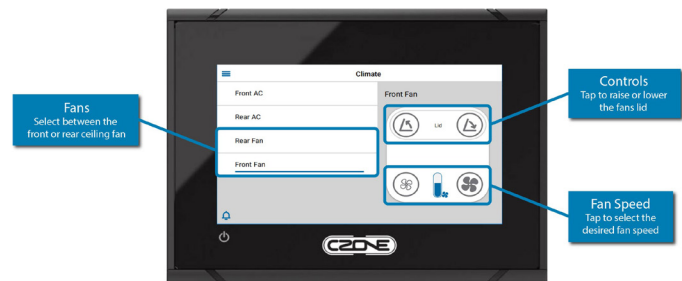 Climate
Front AC
Rear AC
Rear Fan
Front Fan
Front Fan
Lid
CZONE
Fans
Select between the
front or rear ceiling fan
Controls
Tap to raise or lower
the fans lid
Fan Speed
Tap to select the
desired fan speed